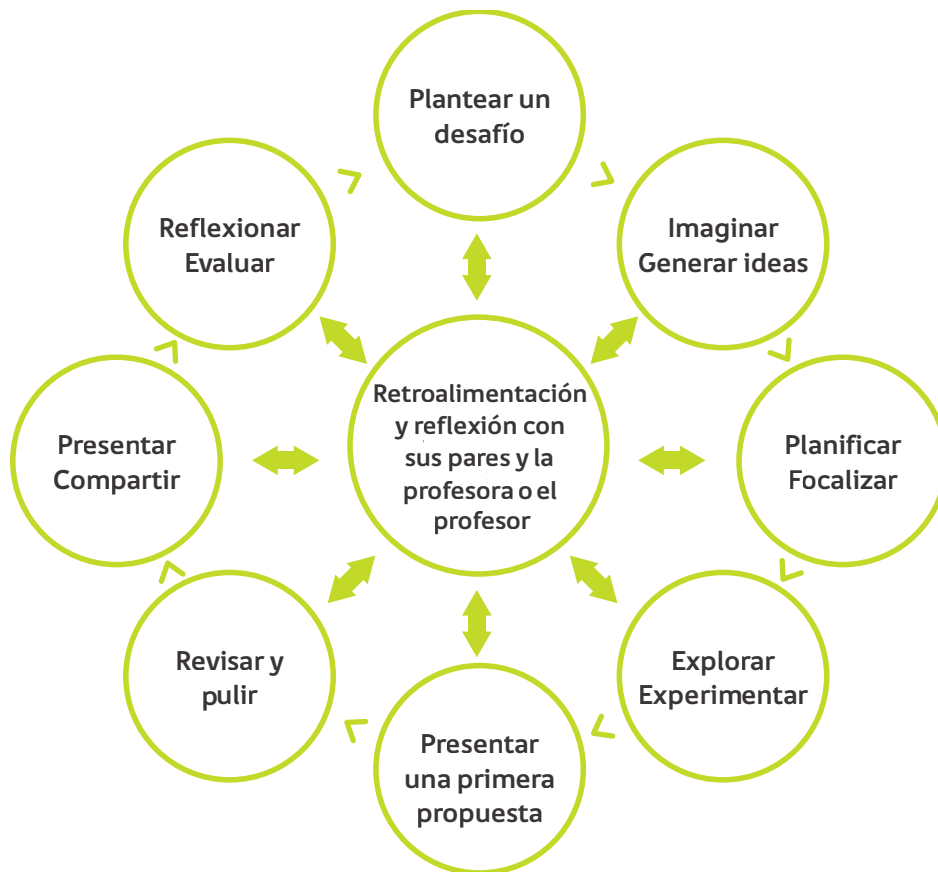 Plantear un
desafío
Imaginar
Generar ideas
Planificar
Focalizar
Explorar
Experimentar
Presentar
una primera
propuesta
Revisar y
pulir
Presentar
Compartir
Reflexionar
Evaluar
Retroalimentación
y reflexión con
sus pares y la
profesora o el
profesor